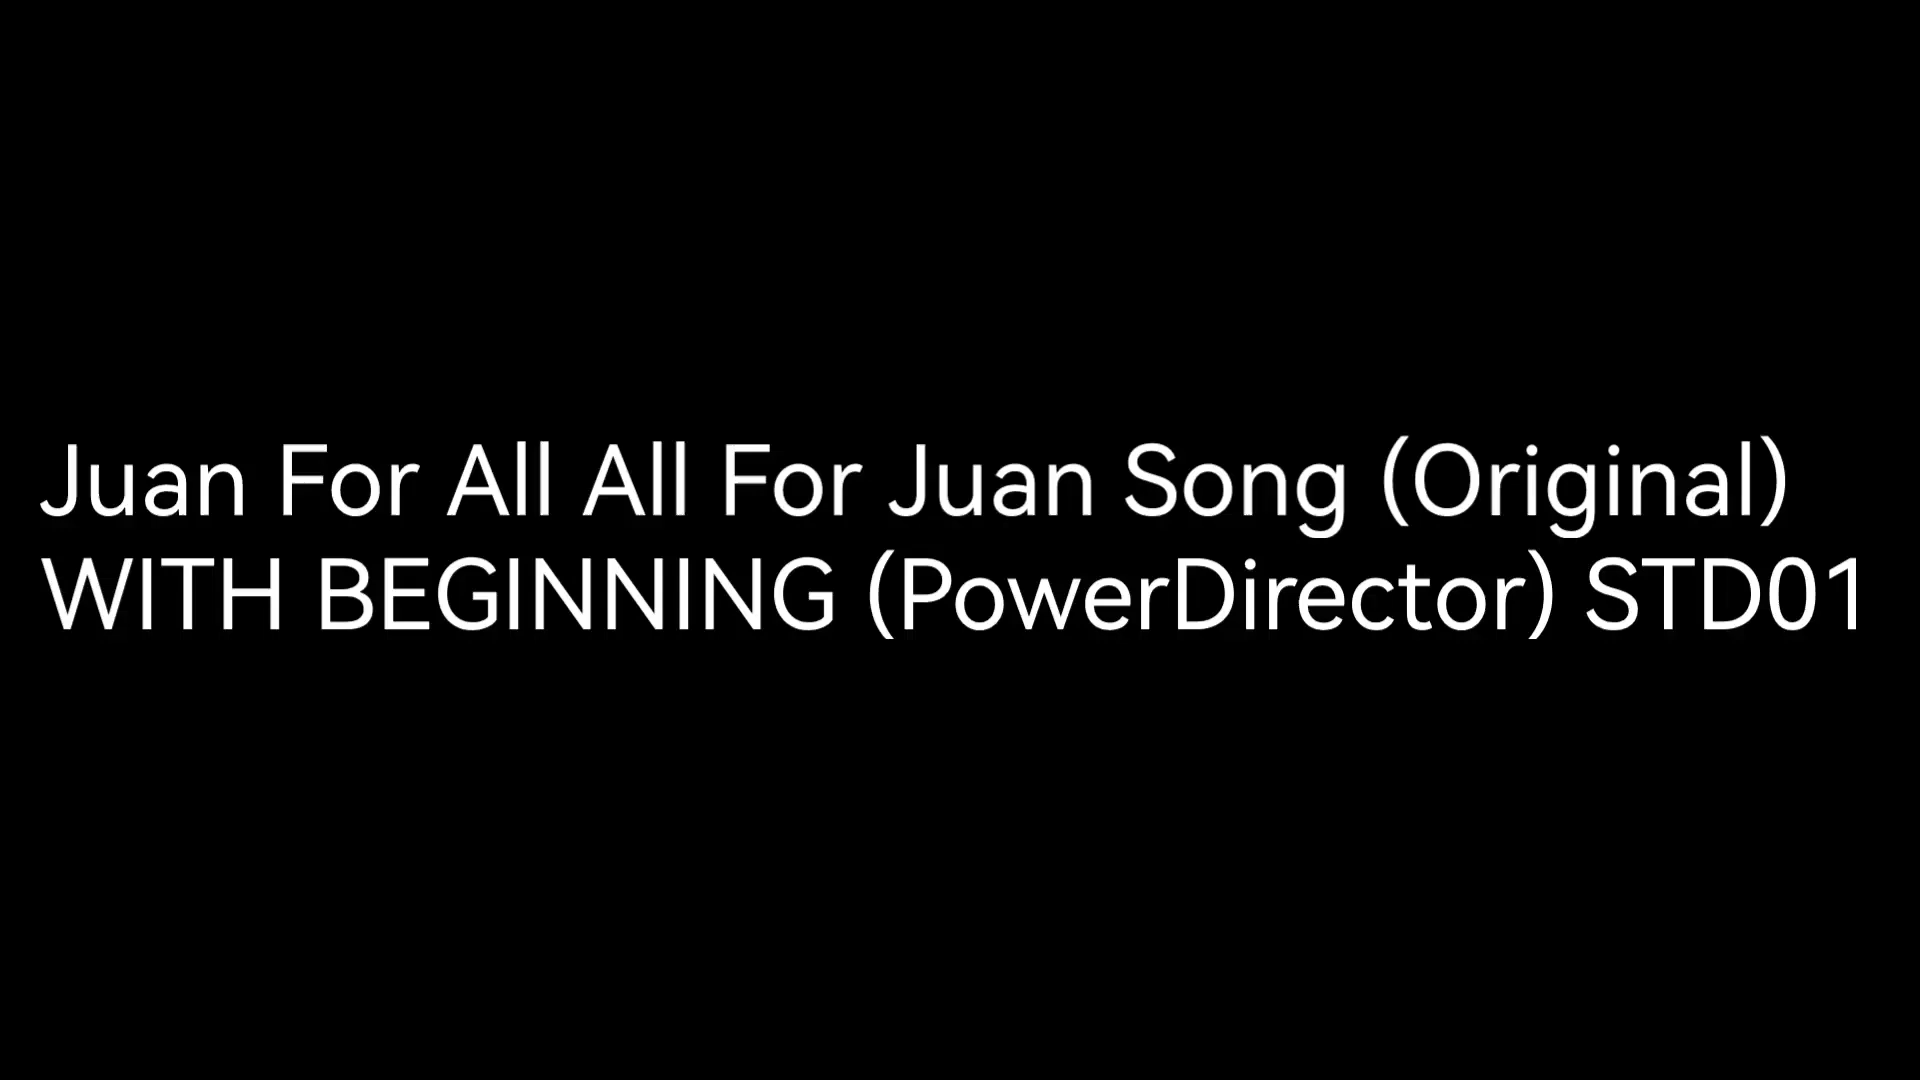 Juan For All All For Juan Song (Original)
WITH BEGINNING (PowerDirector) STD01